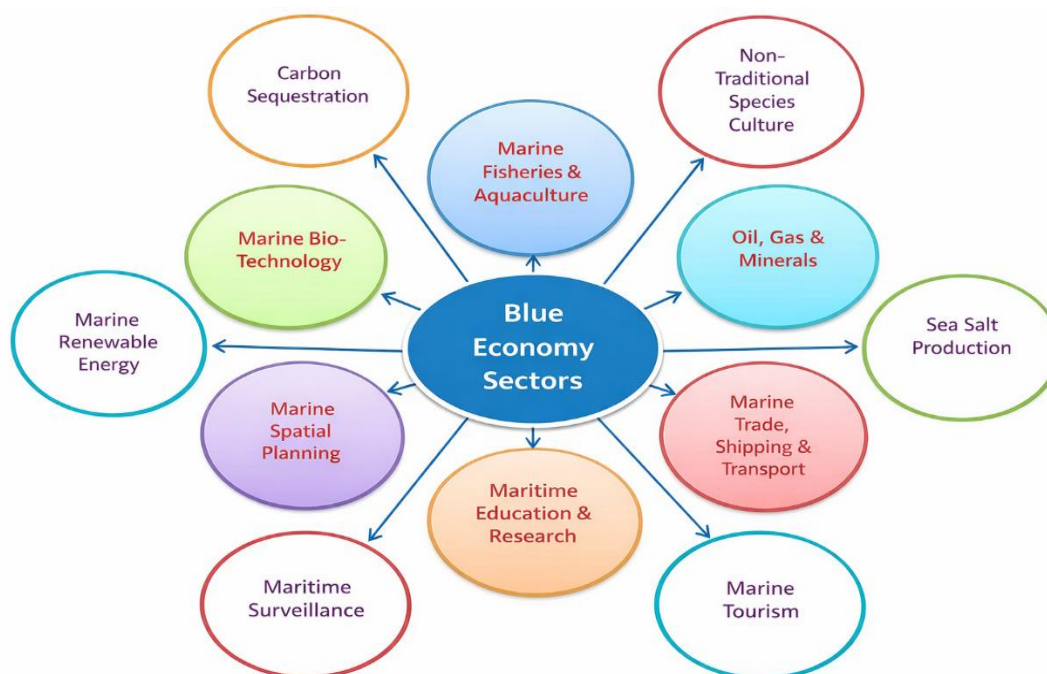 Carbon
Sequestration
Non-
Traditional
Species
Culture
Marine
Fisheries &
Aquaculture
Marine Bio-
Technology
Oil, Gas &
Minerals
Marine
Renewable
Energy
Blue
Economy
Sectors
Sea Salt
Production
Marine
Spatial
Planning
Marine
Trade,
Shipping &
Transport
Maritime
Education &
Research
Maritime
Surveillance
Marine
Tourism